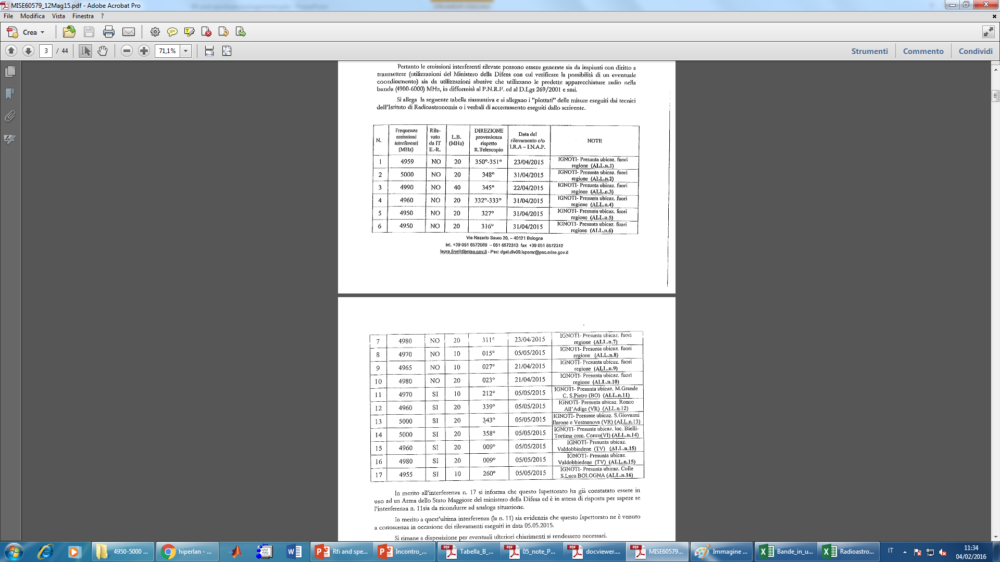 MISE60579_12Mag15.pdf - Adobe Acrobat Pro
File Modifica Vista Finestra ?
Crea
3 / 44 71,1% Strumenti Commento Condividi
Pertanto le emissioni interferenti rilevate possono essere generate sia da impianti con diritto a
trasmettere (utilizzazioni del Ministero della Difesa con cui verificare la possibilità di un eventuale
coordinamento) sia da utilizzazioni abusive che utilizzano le predette apparecchiature radio nella
banda (4900-6000) MHz, in difformità al P.N.R.F. ed al D.Lgs 269/2001 e smi.
Si allega la seguente tabella riassuntiva e si allegano i “plottati” delle misure eseguiti dai tecnici
dell'Istituto di Radioastronomia o i verbali di accertamento eseguiti dallo scrivente.
N. Frequenze emissioni interferenti (MHz) Rile-vato da IT E.-R. L.B. (MHz) DIREZIONE provenienza rispetto R.Telescopio Data del rilevamento c/o I.R.A – I.N.A.F. NOTE
1 4959 NO 20 350°-351° 23/04/2015 IGNOTI- Presunta ubicaz. fuori regione (ALL.n.1)
2 5000 NO 20 348° 31/04/2015 IGNOTI- Presunta ubicaz. fuori regione (ALL.n.2)
3 4990 NO 40 345° 22/04/2015 IGNOTI- Presunta ubicaz. fuori regione (ALL.n.3)
4 4960 NO 20 332°-333° 31/04/2015 IGNOTI- Presunta ubicaz. fuori regione (ALL.n.4)
5 4950 NO 20 327° 31/04/2015 IGNOTI- Presunta ubicaz. fuori regione (ALL.n.5)
6 4950 NO 20 316° 31/04/2015 IGNOTI- Presunta ubicaz. fuori regione (ALL.n.6)
Via Nazario Sauro 20, – 40121 Bologna
tel. +39 051 6572569 – 051 6572313 fax +39 051 6572312
laura.finelli@mise.gov.it - Pec: dgat.div09.ispemr@pec.mise.gov.it
7 4980 NO 20 311° 23/04/2015 IGNOTI- Presunta ubicaz. fuori regione (ALL.n.7)
8 4970 NO 10 015° 05/05/2015 IGNOTI- Presunta ubicaz. fuori regione (ALL.n.8)
9 4965 NO 10 027° 21/04/2015 IGNOTI- Presunta ubicaz. fuori regione (ALL.n.9)
10 4980 NO 20 023° 21/04/2015 IGNOTI- Presunta ubicaz. fuori regione (ALL.n.10)
11 4970 SI 10 212° 05/05/2015 IGNOTI- Presunta ubicaz. M.Grande C. S.Pietro (BO) (ALL.n.11)
12 4960 SI 20 339° 05/05/2015 IGNOTI- Presunta ubicaz. Ronco All'Adige (VR) (ALL.n.12)
13 5000 SI 20 343° 05/05/2015 IGNOTI- Presunte ubicaz. S.Giovanni Ilarone e Vestnanova (VR) (ALL.n.13)
14 5000 SI 20 358° 05/05/2015 IGNOTI- Presunte ubicaz. loc. Bielli-Tortima com. Conco(VI) (ALL.n.14)
15 4960 SI 20 009° 05/05/2015 IGNOTI- Presunta ubicaz. Valdobbiedene (TV) (ALL.n.15)
16 4980 SI 20 009° 05/05/2015 IGNOTI- Presunta ubicaz. Valdobbiedene (TV) (ALL.n.15)
17 4955 SI 10 260° 05/05/2015 IGNOTI- Presunta ubicaz. Colle S.Luca BOLOGNA (ALL.n.16)
In merito all'interferenza n. 17 si informa che questo Ispettorato ha già constatato essere in
uso ad un Arma dello Stato Maggiore del ministero della Difesa ed è in attesa di risposta per sapere se
l'interferenza n. 11sia da ricondurre ad analoga situazione.
In merito a quest'ultima interferenza (la n. 11) sia evidenzia che questo Ispettorato ne è venuto
a conoscenza in occasione dei rilevamenti eseguiti in data 05.05.2015.
Si rimane a disposizione per eventuali ulteriori chiarimenti si rendessero necessari.
4950-5000 ... hiperlan - ... Rfi and spe... Incontro_... Tabella_B_... 05_note_P... docviewer.... MISE60579... Immagine ... Bande_in_u... Radioastro... IT 11:34
04/02/2016